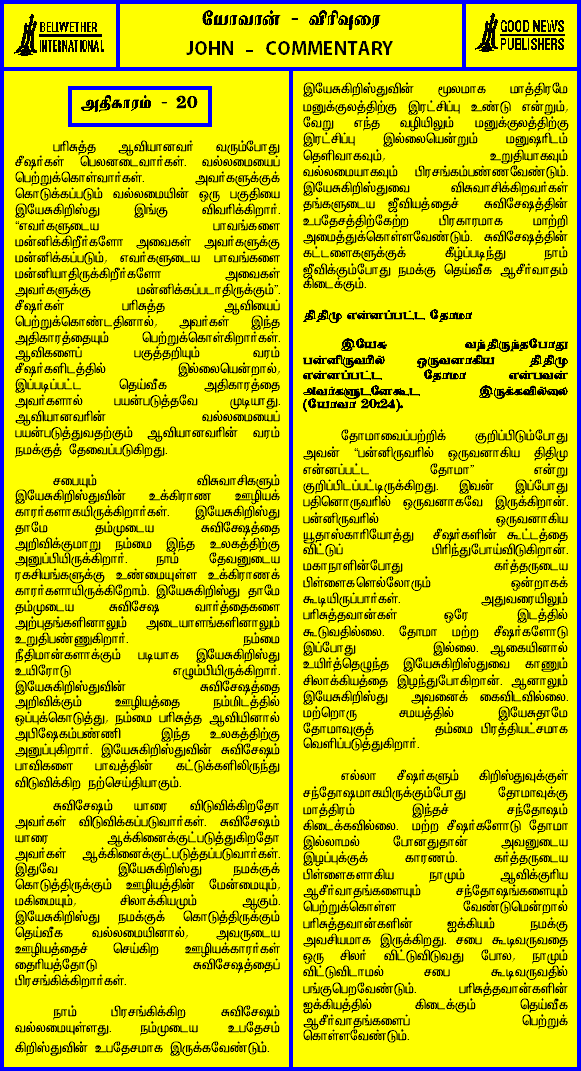 BELIWETHER
INTERNATIONAL
யோவான் - விரிவுரை
JOHN - COMMENTARY
GOOD NEWS
PUBLISHERS
அதிகாரம் - 20
பரிசுத்த ஆவியானவர் வரும்போது
சீஷர்கள் பெலனடைவார்கள். வல்லமையைப்
பெற்றுக்கொள்வார்கள். அவர்களுக்குக்
கொடுக்கப்படும் வல்லமையின் ஒரு பகுதியை
இயேசுகிறிஸ்து இங்கு விவரிக்கிறார்.
"எவர்களுடைய பாவங்களை
மன்னிக்கிறீர்களோ அவைகள் அவர்களுக்கு
மன்னிக்கப்படும், எவர்களுடைய பாவங்களை
மன்னியாதிருக்கிறீர்களோ அவைகள்
அவர்களுக்கு மன்னிக்கப்படாதிருக்கும்".
சீஷர்கள் பரிசுத்த ஆவியைப்
பெற்றுக்கொண்டதினால், அவர்கள் இந்த
அதிகாரத்தையும் பெற்றுக்கொள்கிறார்கள்.
ஆவிகளைப் பகுத்தறியும் வரம்
சீஷர்களிடத்தில் இல்லையென்றால்,
இப்படிப்பட்ட தெய்வீக அதிகாரத்தை
அவர்களால் பயன்படுத்தவே முடியாது.
ஆவியானவரின் வல்லமையைப்
பயன்படுத்துவதற்கும் ஆவியானவரின் வரம்
நமக்குத் தேவைப்படுகிறது.
சபையும் விசுவாசிகளும்
இயேசுகிறிஸ்துவின் உக்கிராண ஊழியக்
காரர்களாயிருக்கிறார்கள். இயேசுகிறிஸ்து
தாமே தம்முடைய சுவிசேஷத்தை
அறிவிக்குமாறு நம்மை இந்த உலகத்திற்கு
அனுப்பியிருக்கிறார். நாம் தேவனுடைய
ரகசியங்களுக்கு உண்மையுள்ள உக்கிராணக்
காரர்களாயிருக்கிறோம். இயேசுகிறிஸ்து தாமே
தம்முடைய சுவிசேஷ வார்த்தைகளை
அற்புதங்களினாலும் அடையாளங்களினாலும்
உறுதிபண்ணுகிறார். நம்மை
நீதிமான்களாக்கும் படியாக இயேசுகிறிஸ்து
உயிரோடு எழும்பியிருக்கிறார்.
இயேசுகிறிஸ்துவின் சுவிசேஷத்தை
அறிவிக்கும் ஊழியத்தை நம்மிடத்தில்
ஒப்புக்கொடுத்து, நம்மை பரிசுத்த ஆவியினால்
அபிஷேகம்பண்ணி இந்த உலகத்திற்கு
அனுப்புகிறார். இயேசுகிறிஸ்துவின் சுவிசேஷம்
பாவிகளை பாவத்தின் கட்டுக்களிலிருந்து
விடுவிக்கிற நற்செய்தியாகும்.
சுவிசேஷம் யாரை விடுவிக்கிறதோ
அவர்கள் விடுவிக்கப்படுவார்கள். சுவிசேஷம்
யாரை ஆக்கினைக்குட்படுத்துகிறதோ
அவர்கள் ஆக்கினைக்குட்படுத்தப்படுவார்கள்.
இதுவே இயேசுகிறிஸ்து நமக்குக்
கொடுத்திருக்கும் ஊழியத்தின் மேன்மையும்,
மகிமையும், சிலாக்கியமும் ஆகும்.
இயேசுகிறிஸ்து நமக்குக் கொடுத்திருக்கும்
தெய்வீக வல்லமையினால், அவருடைய
ஊழியத்தைச் செய்கிற ஊழியக்காரர்கள்
தைரியத்தோடு சுவிசேஷத்தைப்
பிரசங்கிக்கிறார்கள்.
நாம் பிரசங்கிக்கிற சுவிசேஷம்
வல்லமையுள்ளது. நம்முடைய உபதேசம்
கிறிஸ்துவின் உபதேசமாக இருக்கவேண்டும்.
இயேசுகிறிஸ்துவின் மூலமாக மாத்திரமே
மனுக்குலத்திற்கு இரட்சிப்பு உண்டு என்றும்,
வேறு எந்த வழியிலும் மனுக்குலத்திற்கு
இரட்சிப்பு இல்லையென்றும் மனுஷரிடம்
தெளிவாகவும், உறுதியாகவும்
வல்லமையாகவும் பிரசங்கம்பண்ணவேண்டும்.
இயேசுகிறிஸ்துவை விசுவாசிக்கிறவர்கள்
தங்களுடைய ஜீவியத்தைச் சுவிசேஷத்தின்
உபதேசத்திற்கேற்ற பிரகாரமாக மாற்றி
அமைத்துக்கொள்ளவேண்டும். சுவிசேஷத்தின்
கட்டளைகளுக்குக் கீழ்ப்படிந்து நாம்
ஜீவிக்கும்போது நமக்கு தெய்வீக ஆசீர்வாதம்
கிடைக்கும்.
திதிமு என்னப்பட்ட தோமா
இயேசு வந்திருந்தபோது
பன்னிருவரில் ஒருவனாகிய திதிமு
என்னப்பட்ட தோமா என்பவன்
அவர்களுடனேகூட இருக்கவில்லை
(யோவா 20:24).
தோமாவைப்பற்றிக் குறிப்பிடும்போது
அவன் "பன்னிருவரில் ஒருவனாகிய திதிமு
என்னப்பட்ட தோமா" என்று
குறிப்பிடப்பட்டிருக்கிறது. இவன் இப்போது
பதினொருவரில் ஒருவனாகவே இருக்கிறான்.
பன்னிருவரில் ஒருவனாகிய
யூதாஸ்காரியோத்து சீஷர்களின் கூட்டத்தை
விட்டுப் பிரிந்துபோய்விடுகிறான்.
மகாநாளின்போது கர்த்தருடைய
பிள்ளைகளெல்லோரும் ஒன்றாகக்
கூடியிருப்பார்கள். அதுவரையிலும்
பரிசுத்தவான்கள் ஒரே இடத்தில்
கூடுவதில்லை. தோமா மற்ற சீஷர்களோடு
இப்போது இல்லை. ஆகையினால்
உயிர்த்தெழுந்த இயேசுகிறிஸ்துவை காணும்
சிலாக்கியத்தை இழந்துபோகிறான். ஆனாலும்
இயேசுகிறிஸ்து அவனைக் கைவிடவில்லை.
மற்றொரு சமயத்தில் இயேசுதாமே
தோமாவுகுத் தம்மை பிரத்தியட்சமாக
வெளிப்படுத்துகிறார்.
எல்லா சீஷர்களும் கிறிஸ்துவுக்குள்
சந்தோஷமாகயிருக்கும்போது தோமாவுக்கு
மாத்திரம் இந்தச் சந்தோஷம்
கிடைக்கவில்லை. மற்ற சீஷர்களோடு தோமா
இல்லாமல் போனதுதான் அவனுடைய
இழப்புக்குக் காரணம். கர்த்தருடைய
பிள்ளைகளாகிய நாமும் ஆவிக்குரிய
ஆசீர்வாதங்களையும் சந்தோஷங்களையும்
பெற்றுக்கொள்ள வேண்டுமென்றால்
பரிசுத்தவான்களின் ஐக்கியம் நமக்கு
அவசியமாக இருக்கிறது. சபை கூடிவருவதை
ஒரு சிலர் விட்டுவிடுவது போல, நாமும்
விட்டுவிடாமல் சபை கூடிவருவதில்
பங்குபெறவேண்டும். பரிசுத்தவான்களின்
ஐக்கியத்தில் கிடைக்கும் தெய்வீக
ஆசீர்வாதங்களைப் பெற்றுக்
கொள்ளவேண்டும்.